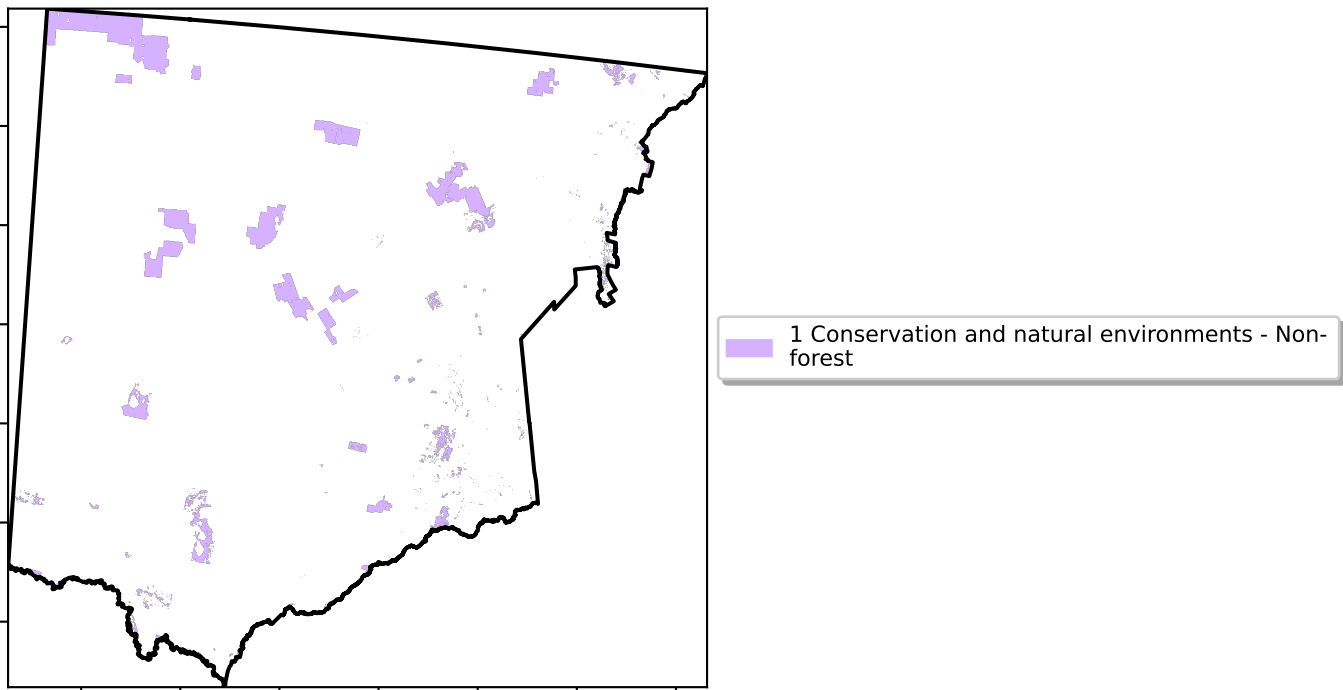 1 Conservation and natural environments - Non-
forest